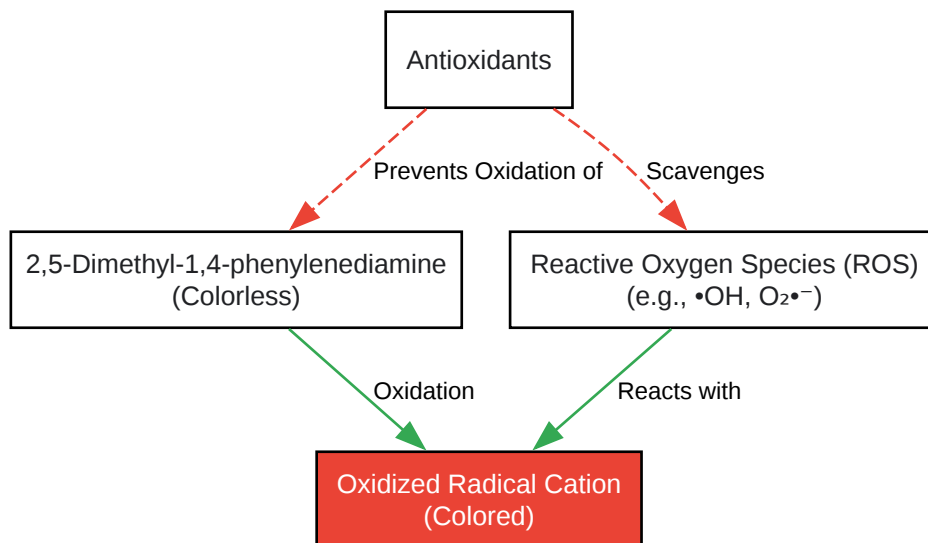 Antioxidants
Prevents Oxidation of
Scavenges
2,5-Dimethyl-1,4-phenylenediamine
(Colorless)
Reactive Oxygen Species (ROS)
(e.g., •OH, O₂•⁻)
Oxidation
Reacts with
Oxidized Radical Cation
(Colored)